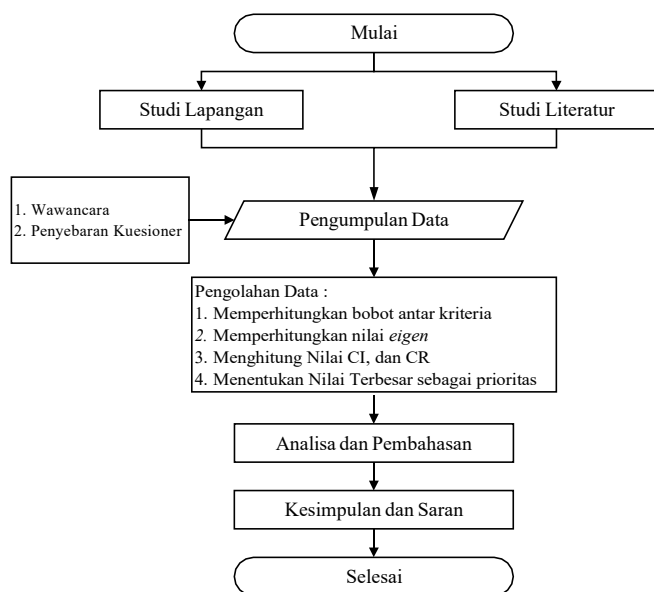 Mulai
Studi Lapangan
Studi Literatur
1. Wawancara
2. Penyebaran Kuesioner
Pengumpulan Data
Pengolahan Data :
1. Memperhitungkan bobot antar kriteria
2. Memperhitungkan nilai eigen
3. Menghitung Nilai CI, dan CR
4. Menentukan Nilai Terbesar sebagai prioritas
Analisa dan Pembahasan
Kesimpulan dan Saran
Selesai